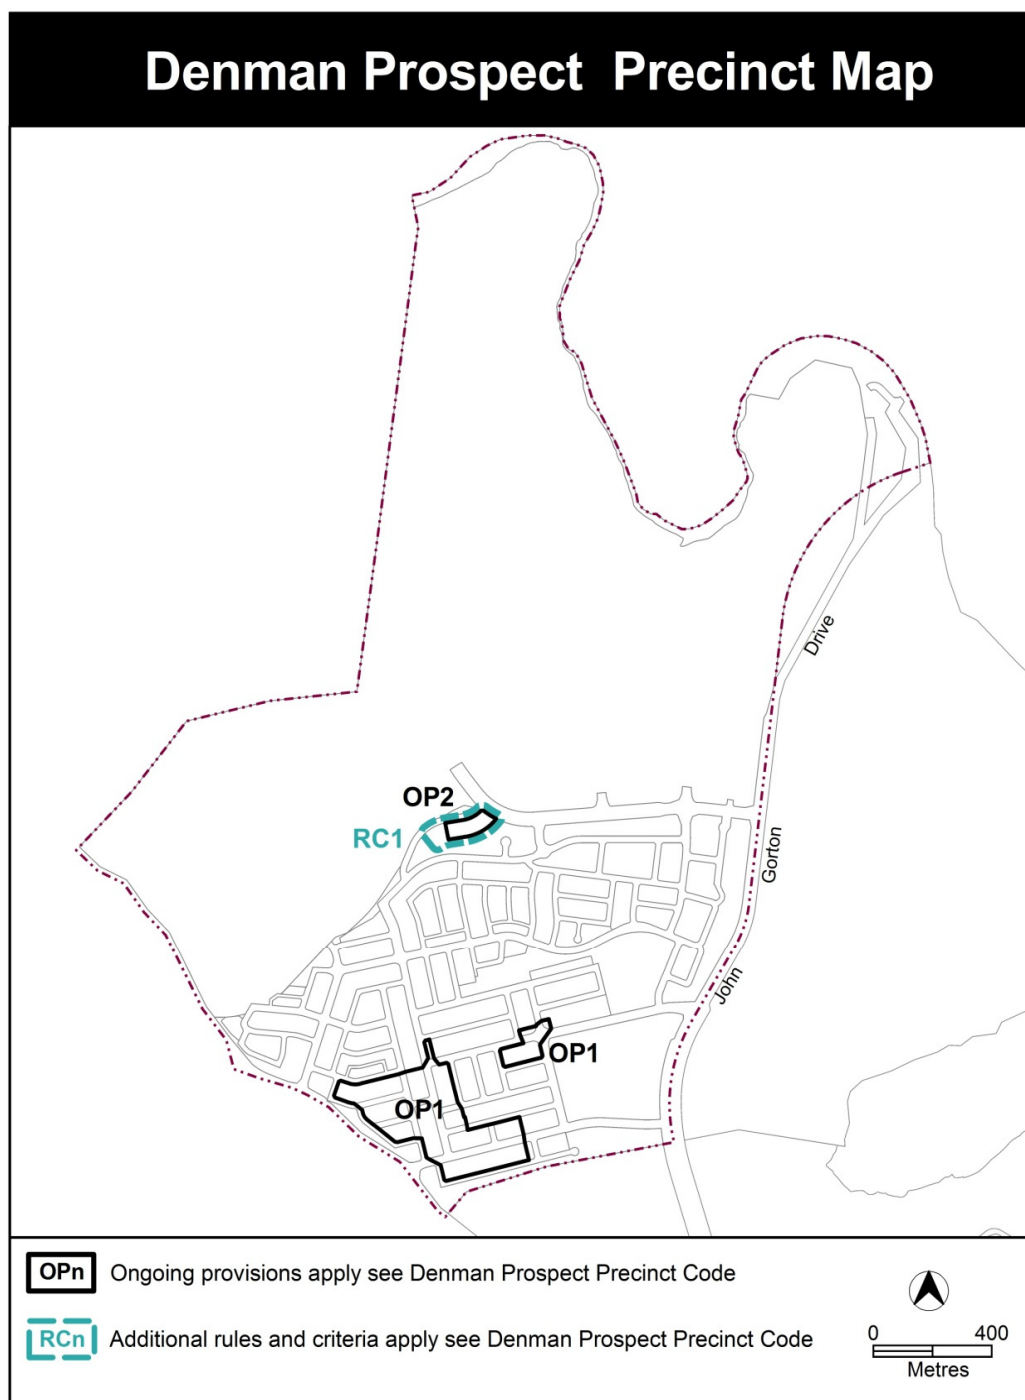 Denman Prospect Precinct Map
Drive
OP2
RC1
Gorton
John
OP1
OP1
OPn Ongoing provisions apply see Denman Prospect Precinct Code
RCn Additional rules and criteria apply see Denman Prospect Precinct Code
0 400
Metres